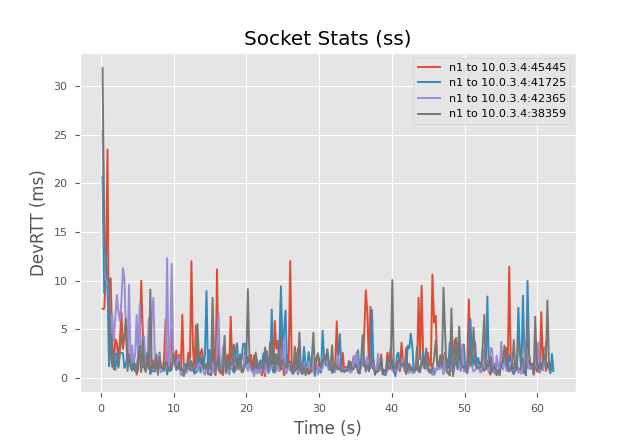 Socket Stats (ss)
n1 to 10.0.3.4:45445
n1 to 10.0.3.4:41725
n1 to 10.0.3.4:42365
n1 to 10.0.3.4:38359
DevRTT (ms)
30
25
20
15
10
5
0
0 10 20 30 40 50 60
Time (s)